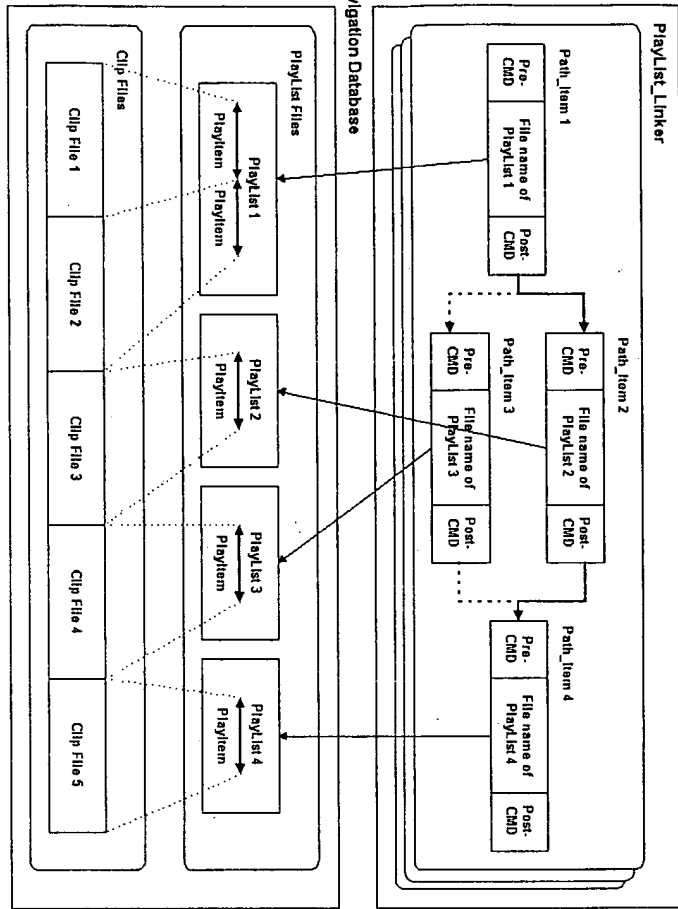 PlayList_Linker
Path_Item 1
Pre-
CMD
File name of
PlayList 1
Post-
CMD
Path_Item 2
Pre-
CMD
File name of
PlayList 2
Post-
CMD
Path_Item 3
Pre-
CMD
File name of
PlayList 3
Post-
CMD
Path_Item 4
Pre-
CMD
File name of
PlayList 4
Post-
CMD
vigation Database
PlayList Files
PlayList 1
PlayItem
PlayItem
PlayList 2
PlayItem
PlayList 3
PlayItem
PlayList 4
PlayItem
Clip Files
Clip File 1
Clip File 2
Clip File 3
Clip File 4
Clip File 5